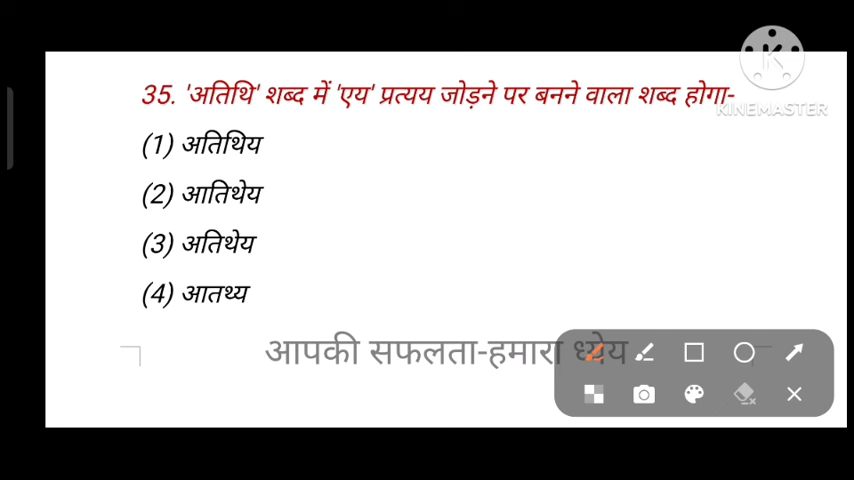 35. 'अतिथि' शब्द में 'एय' प्रत्यय जोड़ने पर बनने वाला शब्द होगा-
KINEMASTER
(1) अतिथिय
(2) आतिथेय
(3) अतिथेय
(4) आतथ्य
आपकी सफलता-हमारा ध्येय